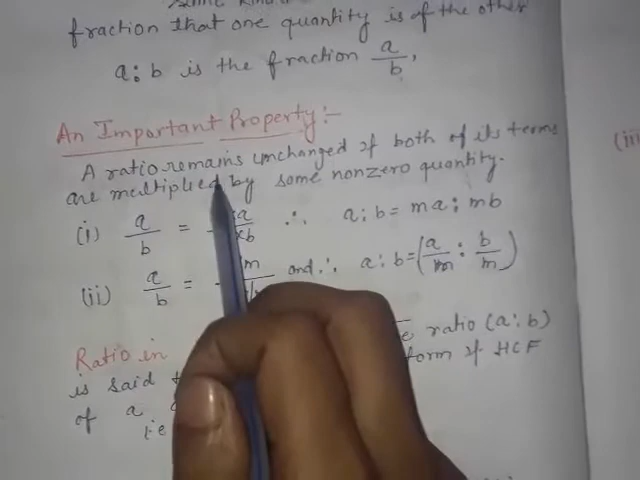 fraction that one quantity is of the other
a:b is the fraction a/b,
An Important Property:-
A ratio remains unchanged if both of its terms
are multiplied by some nonzero quantity.
(i) a/b = ∴ a:b = ma:mb
(ii) a/b = and ∴ a:b = (a/m : b/m)
(iii)
Ratio in ratio (a:b)
is said form if HCF
of a
i.e